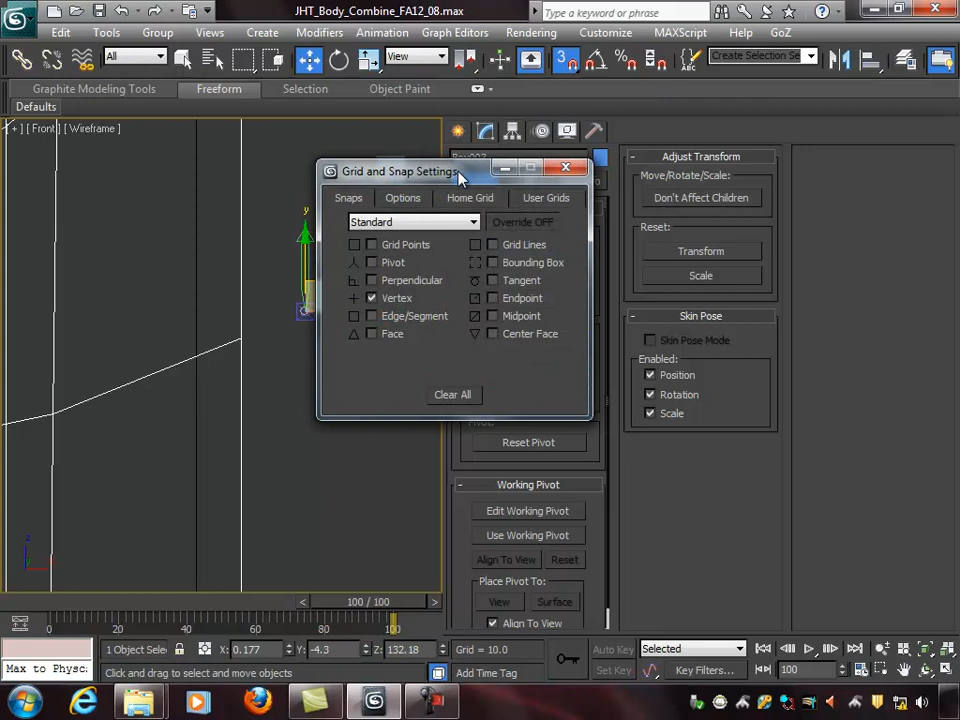 JHT_Body_Combine_FA12_08.max
Type a keyword or phrase
Edit Tools Group Views Create Modifiers Animation Graph Editors Rendering Customize MAXScript Help GoZ
All
View
3
Create Selection Se
Graphite Modeling Tools Freeform Selection Object Paint
Defaults
[ + ] [ Front ] [ Wireframe ]
Grid and Snap Settings
Snaps Options Home Grid User Grids
Standard
Override OFF
Grid Points Grid Lines
Pivot Bounding Box
Perpendicular Tangent
Vertex Endpoint
Edge/Segment Midpoint
Face Center Face
Clear All
y
z
Adjust Transform
Move/Rotate/Scale:
Don't Affect Children
Reset:
Transform
Scale
Skin Pose
Skin Pose Mode
Enabled:
Position
Rotation
Scale
Reset Pivot
Working Pivot
Edit Working Pivot
Use Working Pivot
Align To View Reset
Place Pivot To:
View Surface
Align To View
< 100 / 100 >
0 20 40 60 80 100
1 Object Selec
X: 0.177 Y: -4.3 Z: 132.18
Grid = 10.0
Auto Key Selected
Max to Physc:
Click and drag to select and move objects
Add Time Tag
Set Key
Key Filters...
100